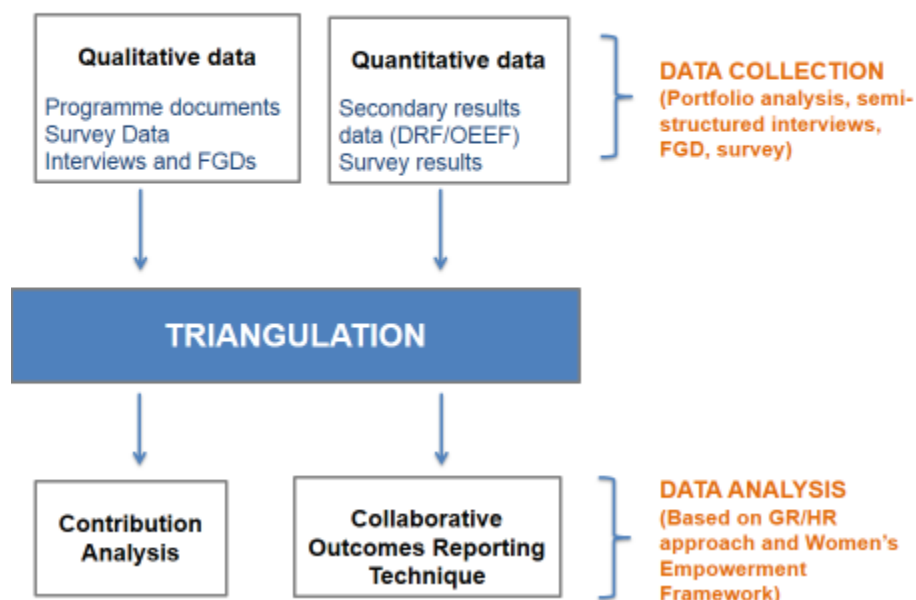 Qualitative data
Programme documents
Survey Data
Interviews and FGDs
Quantitative data
Secondary results
data (DRF/OEEF)
Survey results
DATA COLLECTION
(Portfolio analysis, semi-
structured interviews,
FGD, survey)
TRIANGULATION
Contribution
Analysis
Collaborative
Outcomes Reporting
Technique
DATA ANALYSIS
(Based on GR/HR
approach and Women's
Empowerment
Framework)